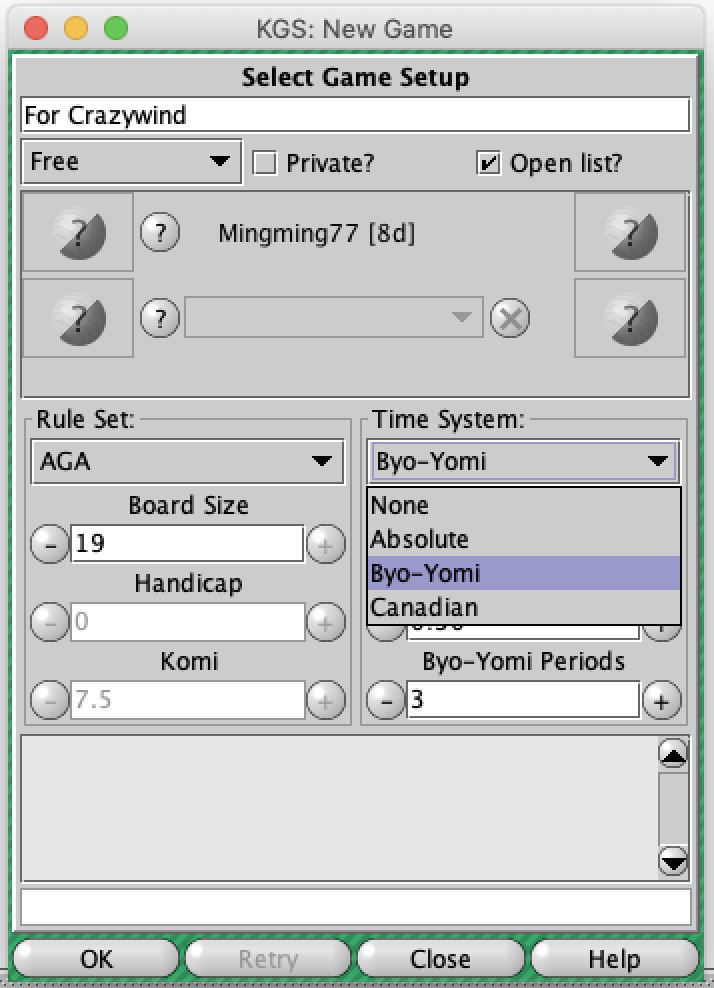 KGS: New Game
Select Game Setup
For Crazywind
Free
Private?
Open list?
?
?
Mingming77 [8d]
?
?
?
?
Rule Set:
Time System:
AGA
Byo-Yomi
Board Size
None
- 19 +
Absolute
Handicap
Byo-Yomi
- 0 +
Canadian
Komi
Byo-Yomi Periods
- 7.5 +
- 3 +
OK
Retry
Close
Help